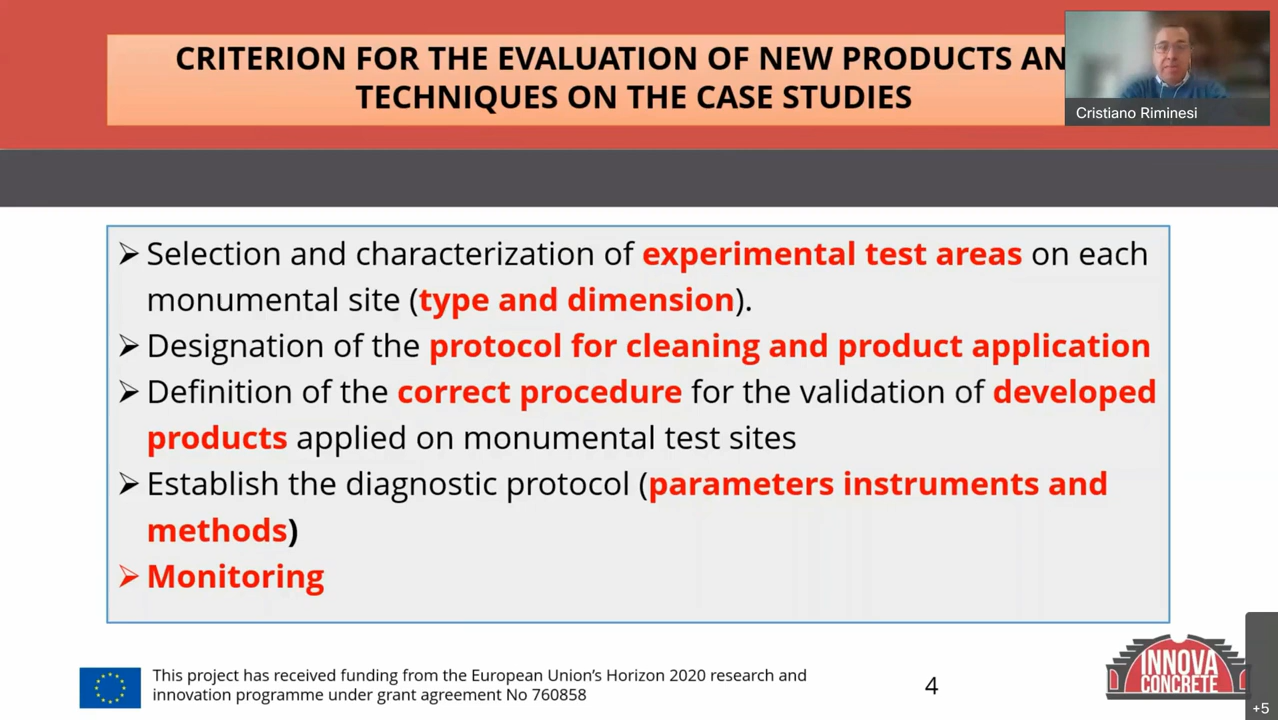 CRITERION FOR THE EVALUATION OF NEW PRODUCTS AN
TECHNIQUES ON THE CASE STUDIES
Cristiano Riminesi
➢ Selection and characterization of experimental test areas on each
monumental site (type and dimension).
➢ Designation of the protocol for cleaning and product application
➢ Definition of the correct procedure for the validation of developed
products applied on monumental test sites
➢ Establish the diagnostic protocol (parameters instruments and
methods)
➢ Monitoring
This project has received funding from the European Union’s Horizon 2020 research and
innovation programme under grant agreement No 760858
4
INNOVA
CONCRETE
+5